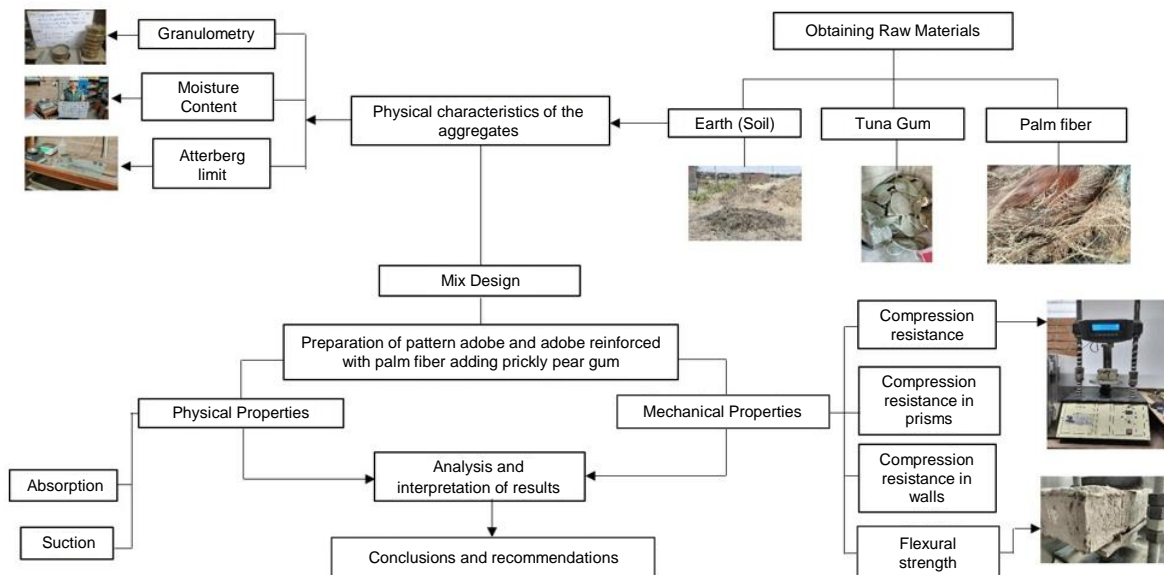 Granulometry
Moisture
Content
Atterberg
limit
Physical characteristics of the
aggregates
Obtaining Raw Materials
Earth (Soil)
Tuna Gum
Palm fiber
Mix Design
Preparation of pattern adobe and adobe reinforced
with palm fiber adding prickly pear gum
Physical Properties
Mechanical Properties
Absorption
Suction
Analysis and
interpretation of results
Conclusions and recommendations
Compression
resistance
Compression
resistance in
prisms
Compression
resistance in
walls
Flexural
strength